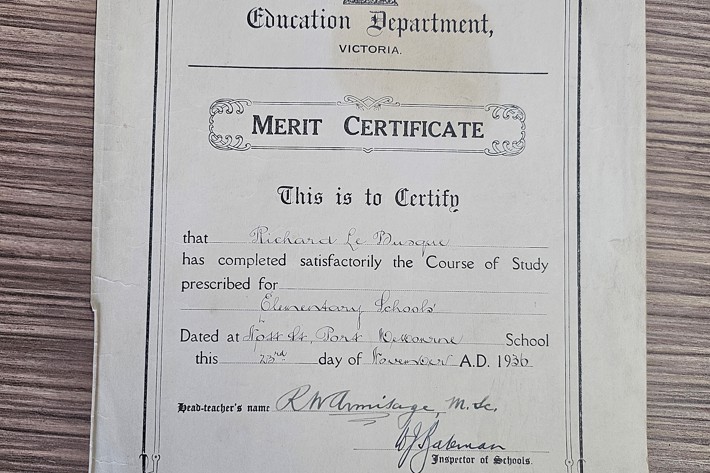 Education Department,
VICTORIA.
MERIT CERTIFICATE
This is to Certify
that Richard Le Busque
has completed satisfactorily the Course of Study
prescribed for
Elementary Schools
Dated at Nott St, Port Melbourne School
this 23rd day of November A.D. 1936
Head-teacher's name R W Armitage, M.Sc.
Inspector of Schools.